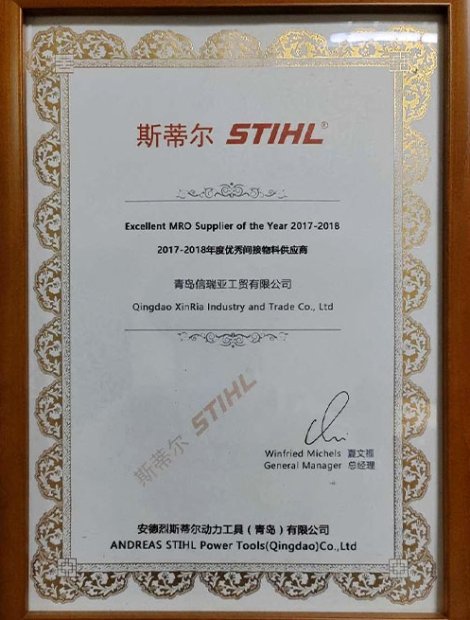 斯蒂尔 STIHL®
Excellent MRO Supplier of the Year 2017-2018
2017-2018年度优秀间接物料供应商
青岛信瑞亚工贸有限公司
Qingdao XinRia Industry and Trade Co., Ltd
斯蒂尔 STIHL
Winfried Michels 夏文福
General Manager 总经理
安德烈斯蒂尔动力工具（青岛）有限公司
ANDREAS STIHL Power Tools(Qingdao)Co.,Ltd